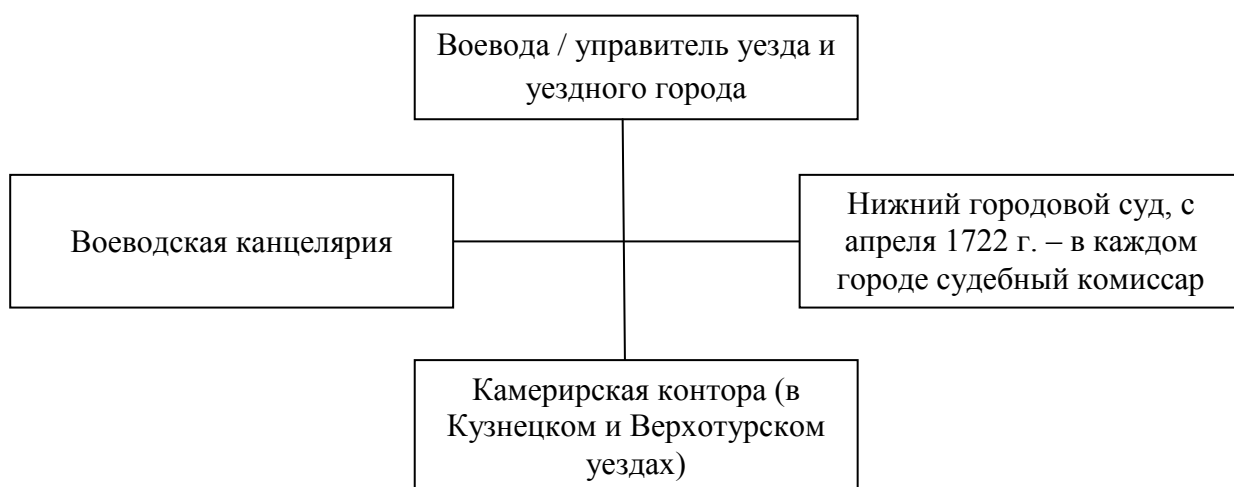 Воевода / управитель уезда и
уездного города
Воеводская канцелярия
Нижний городовой суд, с
апреля 1722 г. – в каждом
городе судебный комиссар
Камерирская контора (в
Кузнецком и Верхотурском
уездах)